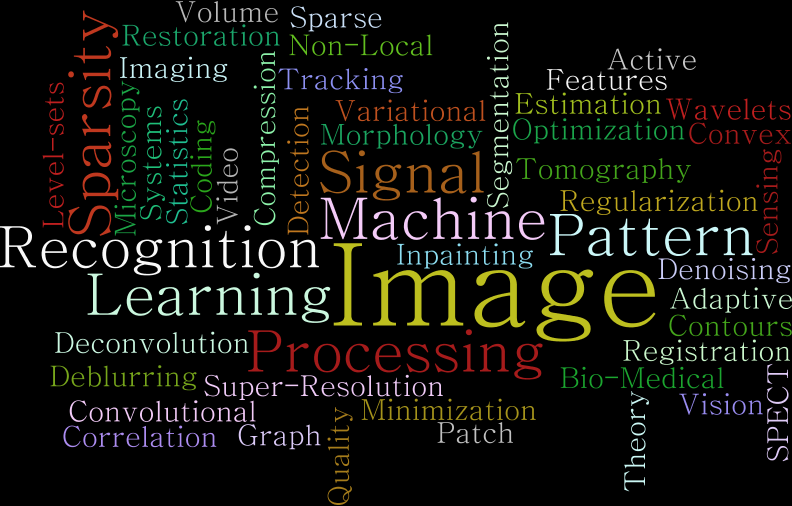 Volume
Sparse
Restoration
Non-Local
Sparsity
Imaging
Tracking
Segmentation
Active
Features
Compression
Level-sets
Microscopy
Systems
Statistics
Coding
Video
Detection
Variational
Morphology
Estimation
Wavelets
Optimization
Convex
Signal
Tomography
Sensing
Regularization
Machine
Pattern
Recognition
Inpainting
Image
Denoising
Learning
Adaptive
Contours
Deconvolution
Processing
Registration
Deblurring
Super-Resolution
Bio-Medical
SPECT
Convolutional
Minimization
Vision
Correlation
Graph
Quality
Patch
Theory